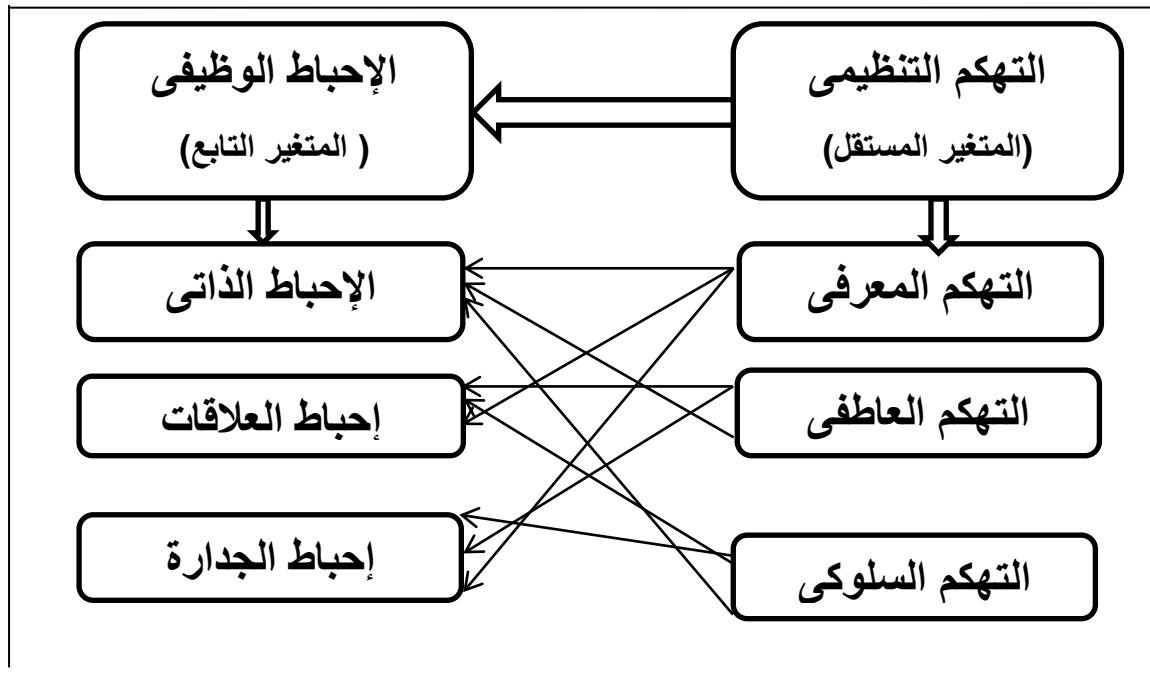 التهكم التنظيمى
(المتغير المستقل)
الإحباط الوظيفى
( المتغير التابع)
التهكم المعرفى
الإحباط الذاتى
التهكم العاطفى
إحباط العلاقات
التهكم السلوكى
إحباط الجدارة